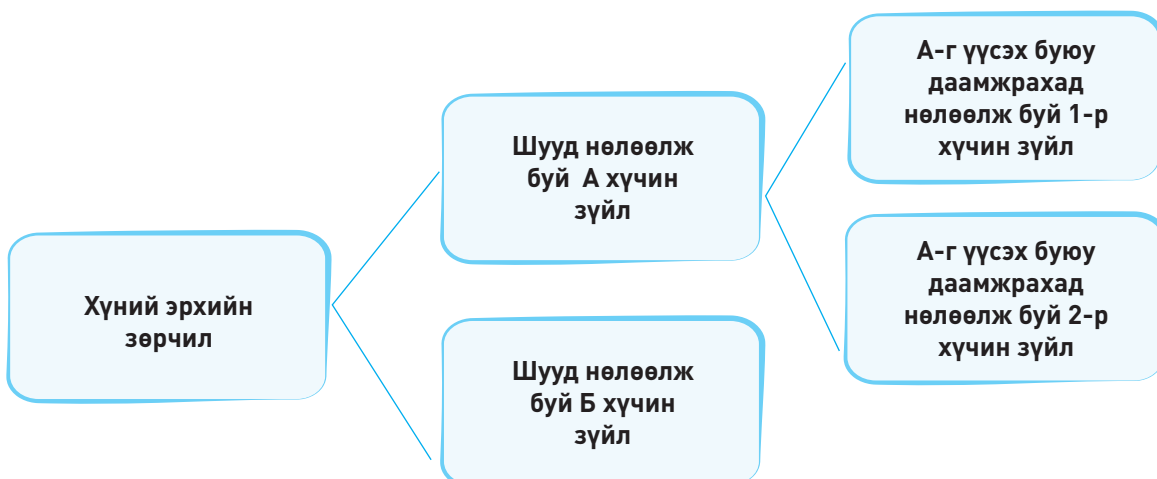 Хүний эрхийн
зөрчил
Шууд нөлөөлж
буй А хүчин
зүйл
Шууд нөлөөлж
буй Б хүчин
зүйл
А-г үүсэх буюу
даамжрахад
нөлөөлж буй 1-р
хүчин зүйл
А-г үүсэх буюу
даамжрахад
нөлөөлж буй 2-р
хүчин зүйл